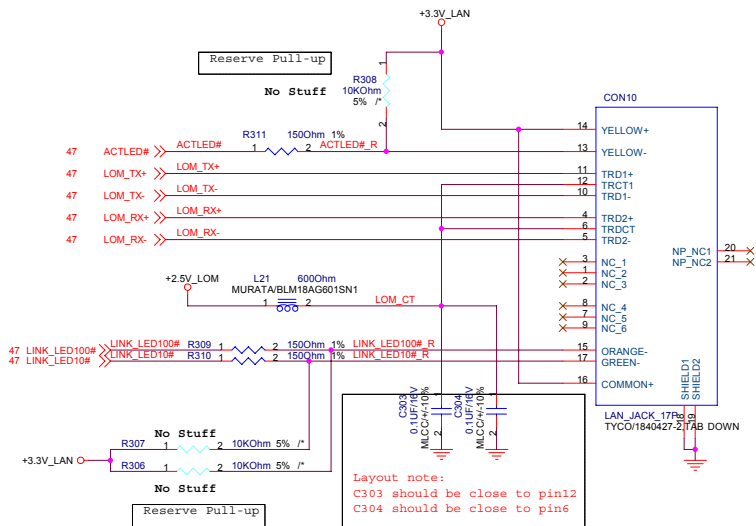 +3.3V_LAN
Reserve Pull-up
No Stuff
1
R308
10KOhm
5% /*
2
CON10
14 YELLOW+
47 ACTLED# ACTLED# R311 1 150Ohm 1% 2 ACTLED#_R 13 YELLOW-
47 LOM_TX+ LOM_TX+ 11 TRD1+
12 TRCT1
47 LOM_TX- LOM_TX- 10 TRD1-
47 LOM_RX+ LOM_RX+ 4 TRD2+
6 TRDCT
47 LOM_RX- LOM_RX- 5 TRD2-
NP_NC1 20
NP_NC2 21
3 NC_1
1 NC_2
2 NC_3
+2.5V_LOM L21 600Ohm
MURATA/BLM18AG601SN1
1 2 LOM_CT
8 NC_4
7 NC_5
9 NC_6
47 LINK_LED100# LINK_LED100# R309 1 2 150Ohm 1% LINK_LED100#_R 15 ORANGE-
47 LINK_LED10# LINK_LED10# R310 1 2 150Ohm 1% LINK_LED10#_R 17 GREEN-
16 COMMON+
SHIELD1
SHIELD2
18
19
LAN_JACK_17P
TYCO/1840427-2,TAB DOWN
1
C303
0.1UF/16V
MLCC/+/-10%
2
1
C304
0.1UF/16V
MLCC/+/-10%
2
No Stuff
R307 1 2 10KOhm 5% /*
+3.3V_LAN
R306 1 2 10KOhm 5% /*
No Stuff
Reserve Pull-up
Layout note:
C303 should be close to pin12
C304 should be close to pin6